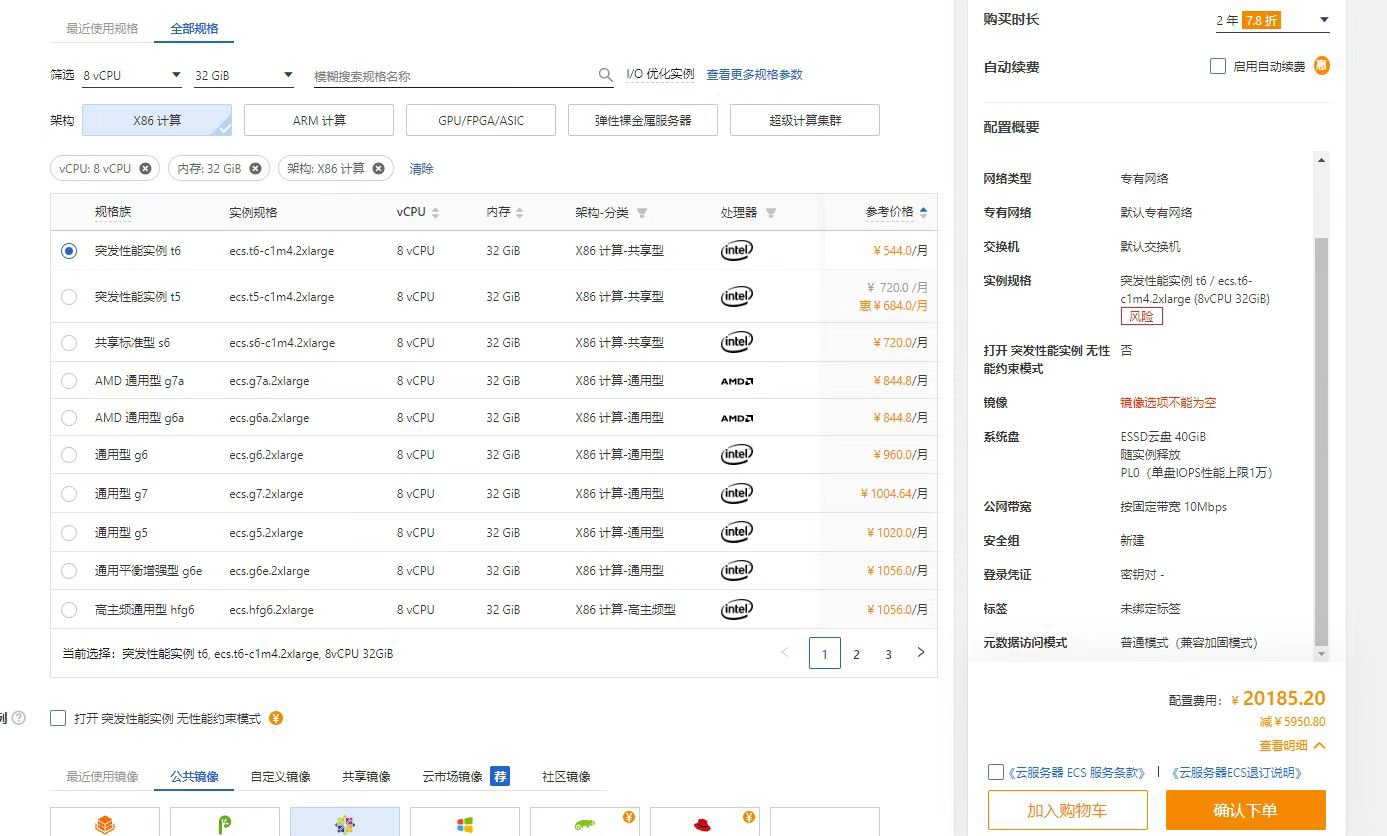 最近使用规格 全部规格
筛选 8 vCPU 32 GiB 模糊搜索规格名称 I/O 优化实例 查看更多规格参数
架构 X86 计算 ARM 计算 GPU/FPGA/ASIC 弹性裸金属服务器 超级计算集群
vCPU: 8 vCPU 内存: 32 GiB 架构: X86 计算 清除
规格族 实例规格 vCPU 内存 架构-分类 处理器 参考价格
突发性能实例 t6 ecs.t6-c1m4.2xlarge 8 vCPU 32 GiB X86 计算-共享型 intel ¥ 544.0/月
突发性能实例 t5 ecs.t5-c1m4.2xlarge 8 vCPU 32 GiB X86 计算-共享型 intel ¥ 720.0 /月
惠 ¥ 684.0/月
共享标准型 s6 ecs.s6-c1m4.2xlarge 8 vCPU 32 GiB X86 计算-共享型 intel ¥ 720.0/月
AMD 通用型 g7a ecs.g7a.2xlarge 8 vCPU 32 GiB X86 计算-通用型 AMD ¥ 844.8/月
AMD 通用型 g6a ecs.g6a.2xlarge 8 vCPU 32 GiB X86 计算-通用型 AMD ¥ 844.8/月
通用型 g6 ecs.g6.2xlarge 8 vCPU 32 GiB X86 计算-通用型 intel ¥ 960.0/月
通用型 g7 ecs.g7.2xlarge 8 vCPU 32 GiB X86 计算-通用型 intel ¥ 1004.64/月
通用型 g5 ecs.g5.2xlarge 8 vCPU 32 GiB X86 计算-通用型 intel ¥ 1020.0/月
通用平衡增强型 g6e ecs.g6e.2xlarge 8 vCPU 32 GiB X86 计算-通用型 intel ¥ 1056.0/月
高主频通用型 hfg6 ecs.hfg6.2xlarge 8 vCPU 32 GiB X86 计算-高主频型 intel ¥ 1056.0/月
当前选择：突发性能实例 t6, ecs.t6-c1m4.2xlarge, 8vCPU 32GiB 1 2 3
例 ? 打开 突发性能实例 无性能约束模式 ¥
最近使用镜像 公共镜像 自定义镜像 共享镜像 云市场镜像 荐 社区镜像
¥ ¥
购买时长 2 年 7.8 折
自动续费 启用自动续费 惠
配置概要
网络类型 专有网络
专有网络 默认专有网络
交换机 默认交换机
实例规格 突发性能实例 t6 / ecs.t6-
c1m4.2xlarge (8vCPU 32GiB)
风险
打开 突发性能实例 无性 否
能约束模式
镜像 镜像选项不能为空
系统盘 ESSD云盘 40GiB
随实例释放
PL0（单盘IOPS性能上限1万）
公网带宽 按固定带宽 10Mbps
安全组 新建
登录凭证 密钥对 -
标签 未绑定标签
元数据访问模式 普通模式（兼容加固模式）
配置费用： ¥ 20185.20
减 ¥ 5950.80
查看明细
《云服务器 ECS 服务条款》 | 《云服务器ECS退订说明》
加入购物车 确认下单